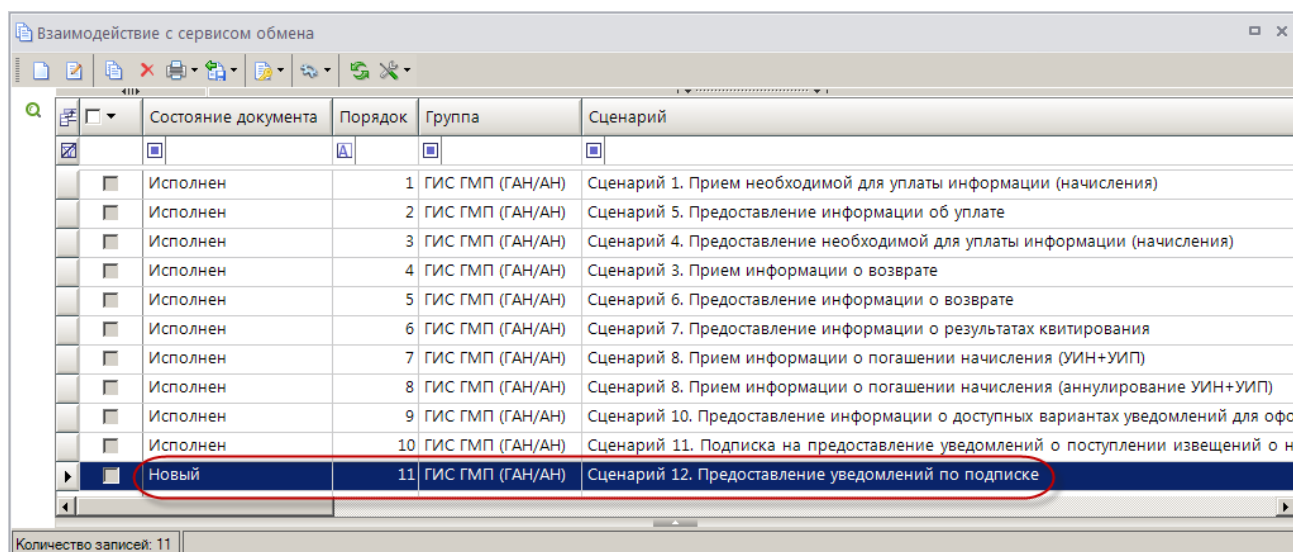 Взаимодействие с сервисом обмена
Состояние документа Порядок Группа Сценарий
Исполнен 1 ГИС ГМП (ГАН/АН) Сценарий 1. Прием необходимой для уплаты информации (начисления)
Исполнен 2 ГИС ГМП (ГАН/АН) Сценарий 5. Предоставление информации об уплате
Исполнен 3 ГИС ГМП (ГАН/АН) Сценарий 4. Предоставление необходимой для уплаты информации (начисления)
Исполнен 4 ГИС ГМП (ГАН/АН) Сценарий 3. Прием информации о возврате
Исполнен 5 ГИС ГМП (ГАН/АН) Сценарий 6. Предоставление информации о возврате
Исполнен 6 ГИС ГМП (ГАН/АН) Сценарий 7. Предоставление информации о результатах квитирования
Исполнен 7 ГИС ГМП (ГАН/АН) Сценарий 8. Прием информации о погашении начисления (УИН+УИП)
Исполнен 8 ГИС ГМП (ГАН/АН) Сценарий 8. Прием информации о погашении начисления (аннулирование УИН+УИП)
Исполнен 9 ГИС ГМП (ГАН/АН) Сценарий 10. Предоставление информации о доступных вариантах уведомлений для офо
Исполнен 10 ГИС ГМП (ГАН/АН) Сценарий 11. Подписка на предоставление уведомлений о поступлении извещений о н
Новый 11 ГИС ГМП (ГАН/АН) Сценарий 12. Предоставление уведомлений по подписке
Количество записей: 11